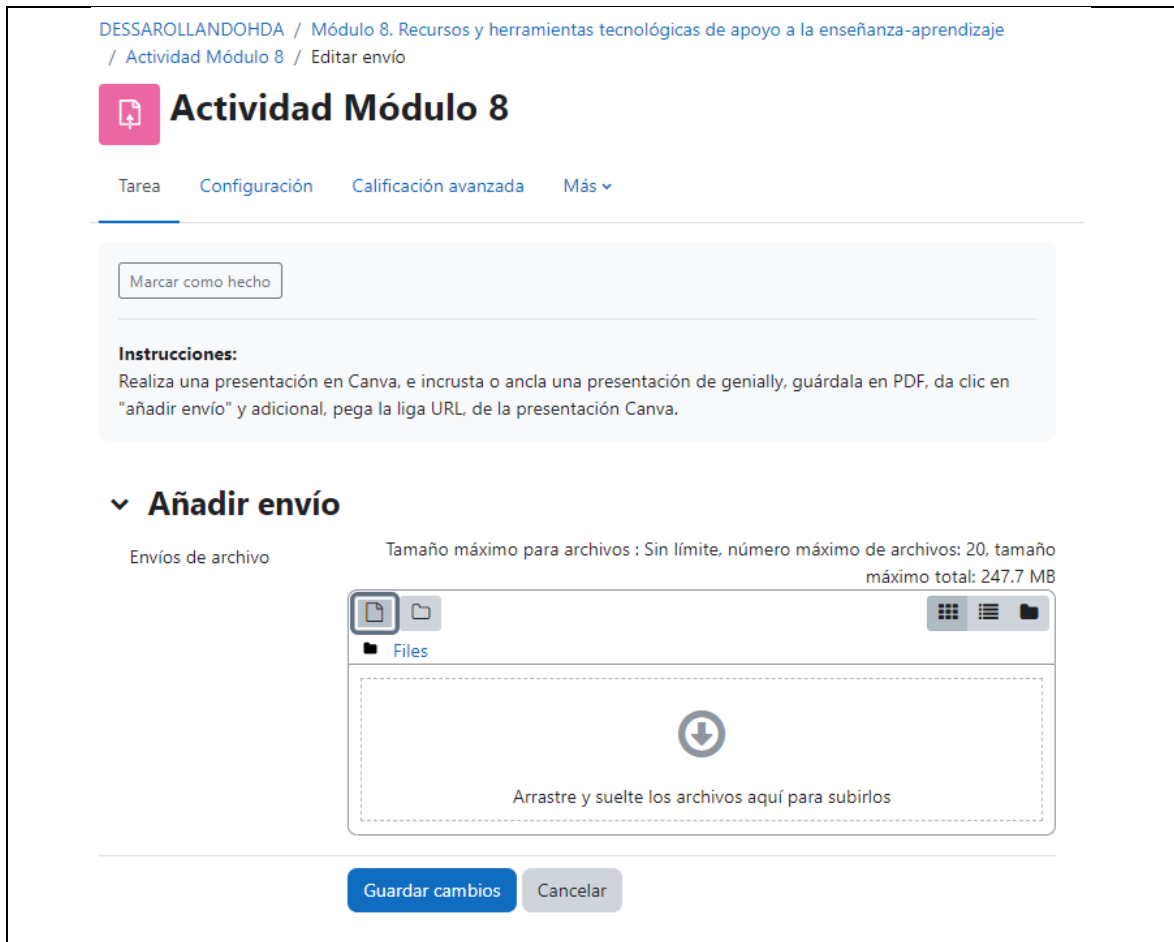 DESSAROLLANDOHDA / Módulo 8. Recursos y herramientas tecnológicas de apoyo a la enseñanza-aprendizaje
/ Actividad Módulo 8 / Editar envío
Actividad Módulo 8
Tarea Configuración Calificación avanzada Más
Marcar como hecho
Instrucciones:
Realiza una presentación en Canva, e incrusta o ancla una presentación de genially, guárdala en PDF, da clic en
"añadir envío" y adicional, pega la liga URL, de la presentación Canva.
Añadir envío
Envíos de archivo
Tamaño máximo para archivos : Sin límite, número máximo de archivos: 20, tamaño
máximo total: 247.7 MB
Files
Arrastre y suelte los archivos aquí para subirlos
Guardar cambios Cancelar